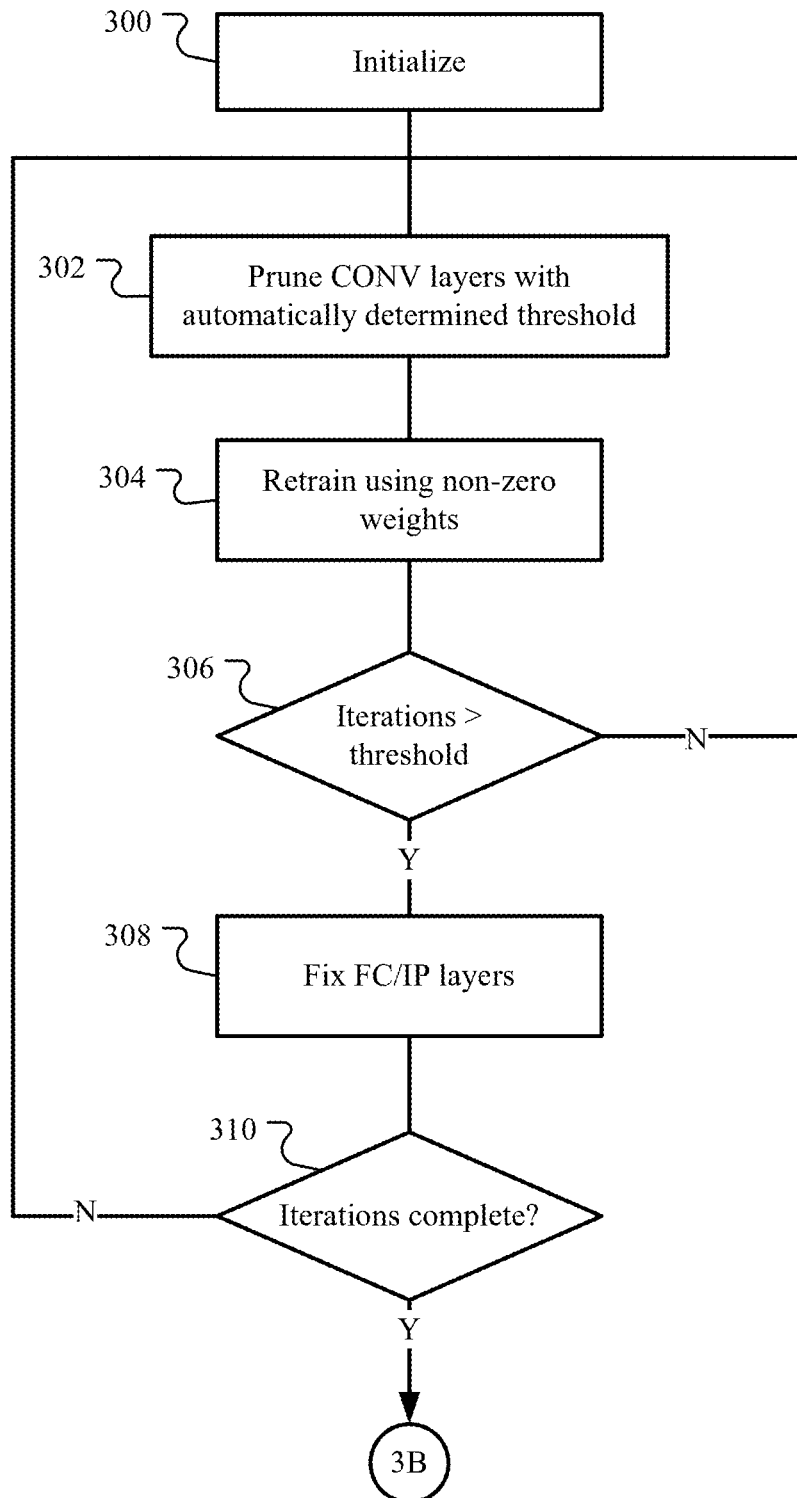 300
Initialize
302
Prune CONV layers with
automatically determined threshold
304
Retrain using non-zero
weights
306
Iterations >
threshold
N
Y
308
Fix FC/IP layers
310
Iterations complete?
N
Y
3B